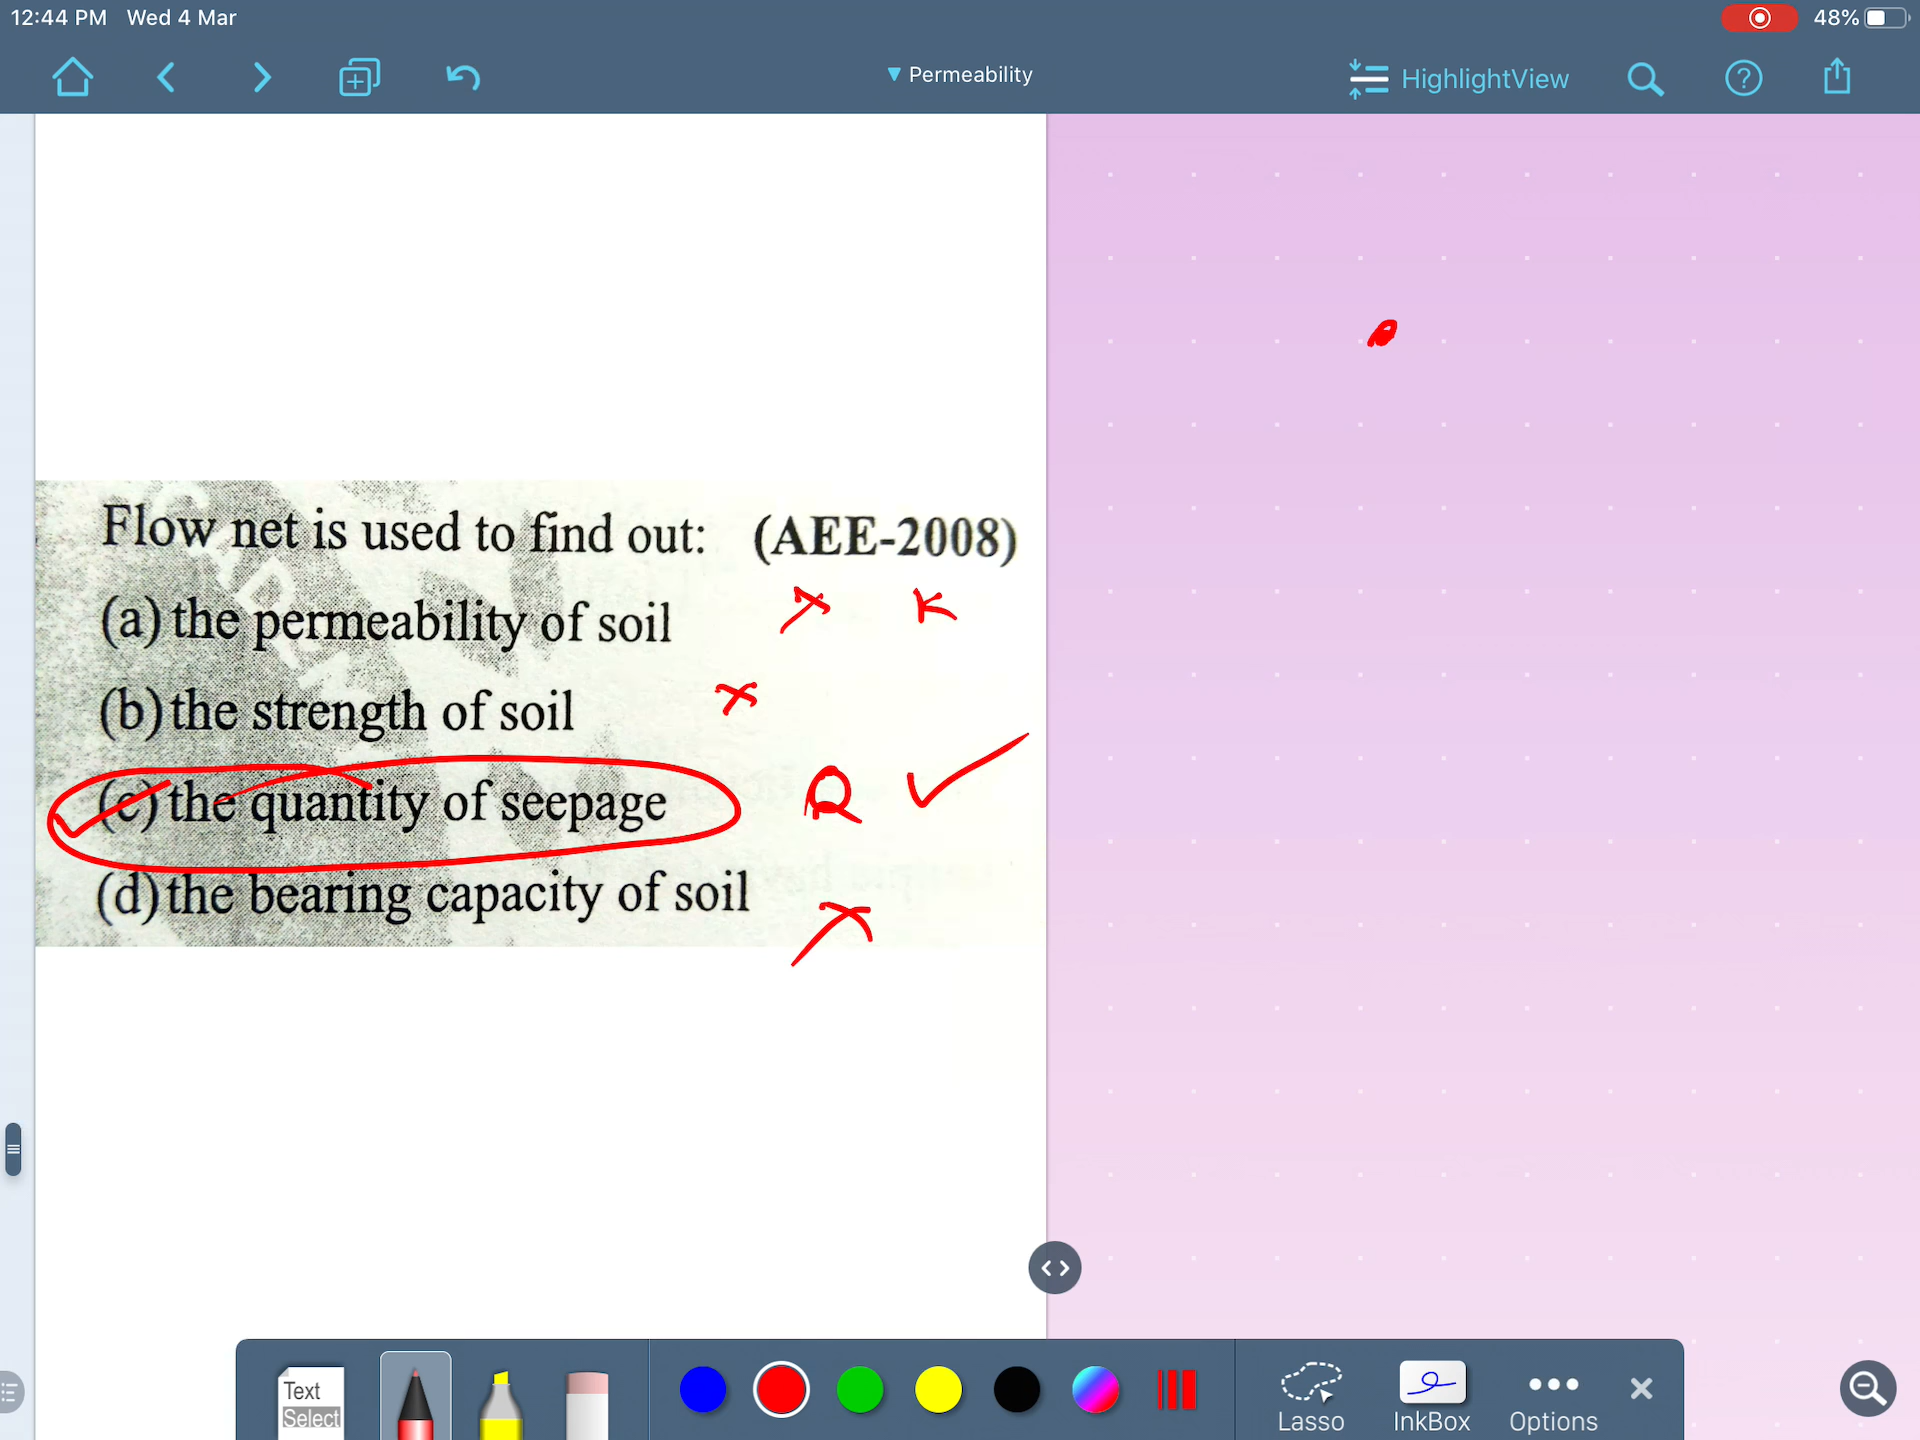 12:44 PM Wed 4 Mar 48%
Permeability HighlightView
Flow net is used to find out: (AEE-2008)
(a) the permeability of soil × K
(b) the strength of soil ×
(c) the quantity of seepage Q ✓
(d) the bearing capacity of soil ×
Text
Select
Lasso InkBox Options